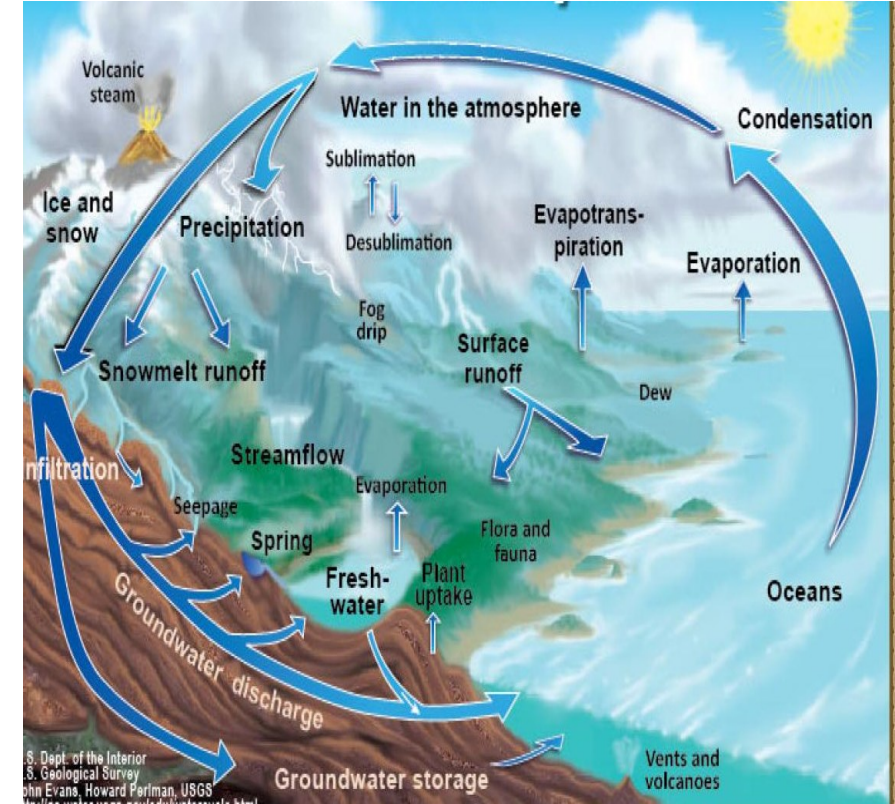 Volcanic
steam
Water in the atmosphere
Condensation
Sublimation
Desublimation
Ice and
snow
Precipitation
Evapotrans-
piration
Evaporation
Fog
drip
Snowmelt runoff
Surface
runoff
Dew
nfiltration
Streamflow
Evaporation
Seepage
Spring
Flora and
fauna
Fresh-
water
Plant
uptake
Oceans
Groundwater discharge
.S. Dept. of the Interior
.S. Geological Survey
ohn Evans, Howard Perlman, USGS
Groundwater storage
Vents and
volcanoes